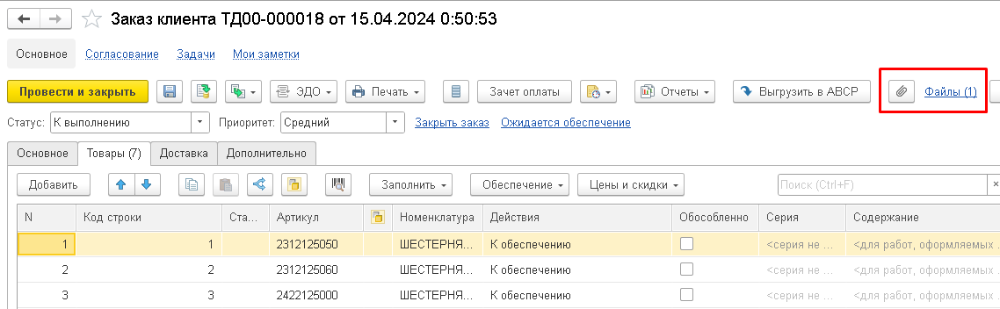 Заказ клиента ТД00-000018 от 15.04.2024 0:50:53
Основное Согласование Задачи Мои заметки
Провести и закрыть ЭДО Печать Зачет оплаты Отчеты Выгрузить в АВСР Файлы (1)
Статус: К выполнению Приоритет: Средний Закрыть заказ Ожидается обеспечение
Основное Товары (7) Доставка Дополнительно
Добавить Заполнить Обеспечение Цены и скидки Поиск (Ctrl+F) ×
N Код строки Ста... Артикул Номенклатура Действия Обособленно Серия Содержание
1 1 2312125050 ШЕСТЕРНЯ... К обеспечению <серия не ... <для работ, оформляемых ...
2 2 2312125060 ШЕСТЕРНЯ... К обеспечению <серия не ... <для работ, оформляемых ...
3 3 2422125000 ШЕСТЕРНЯ... К обеспечению <серия не ... <для работ, оформляемых ...